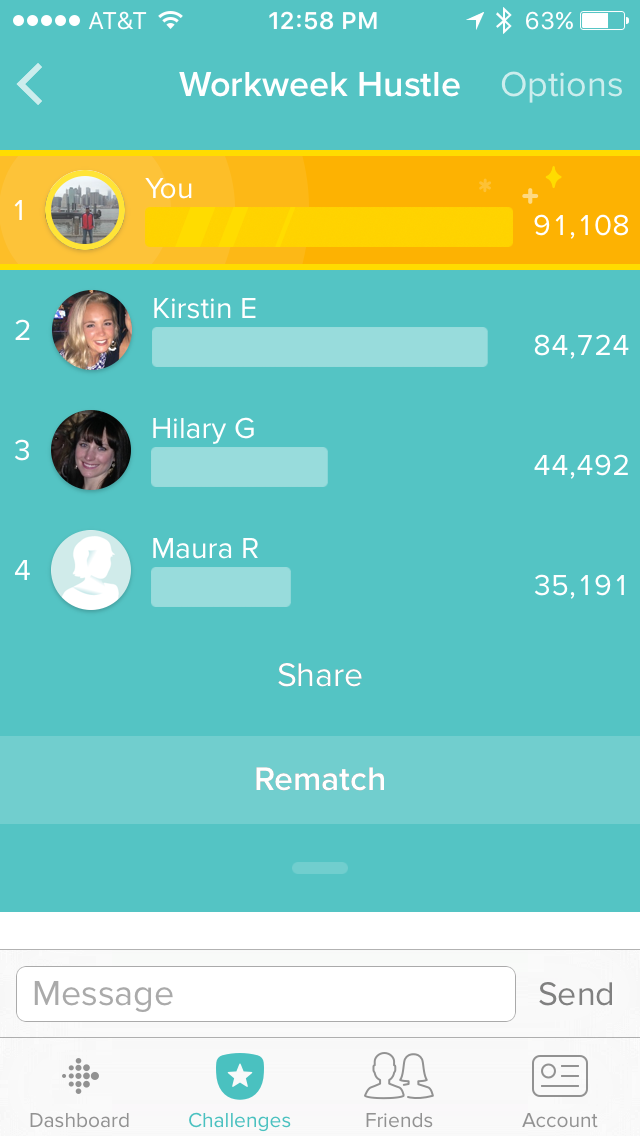 AT&T 12:58 PM 63%
Workweek Hustle Options
1 You 91,108
2 Kirstin E 84,724
3 Hilary G 44,492
4 Maura R 35,191
Share
Rematch
Message Send
Dashboard Challenges Friends Account